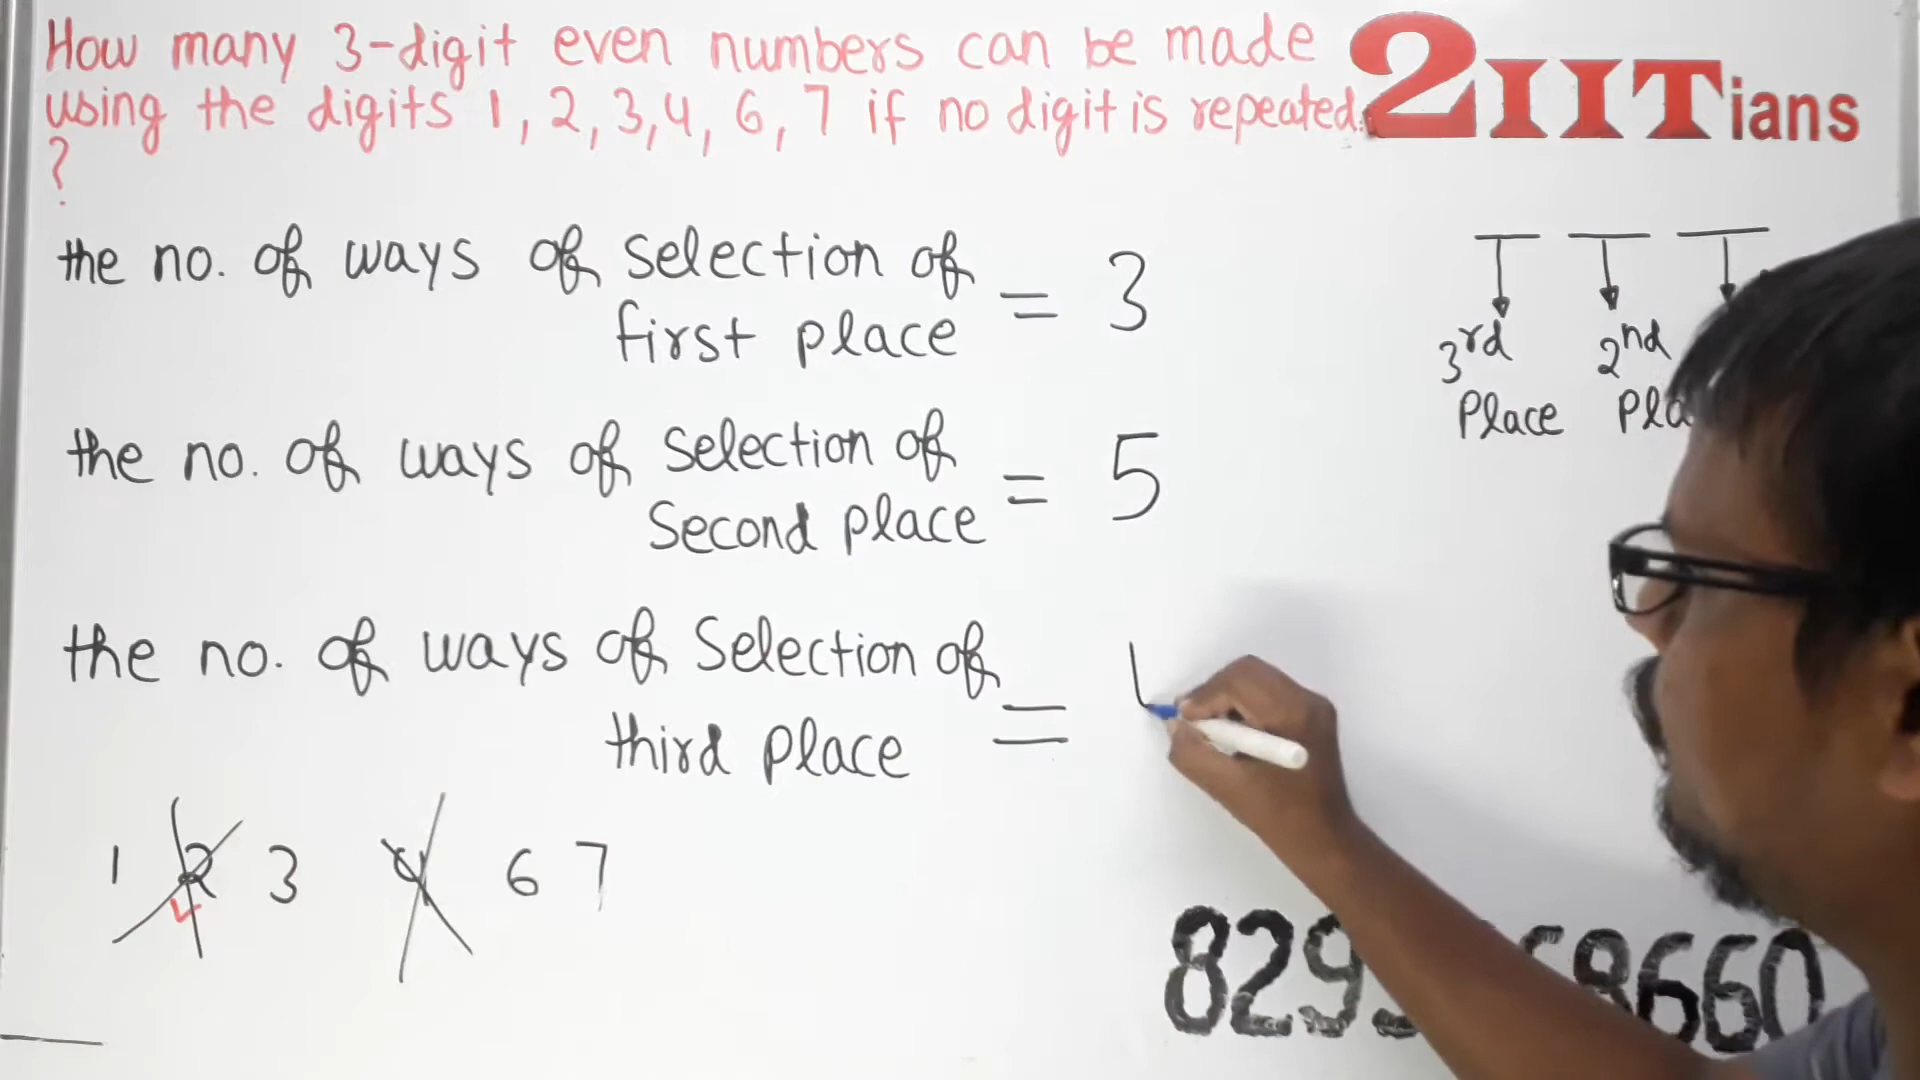 How many 3-digit even numbers can be made
using the digits 1, 2, 3, 4, 6, 7 if no digit is repeated.
?
2IITians
the no. of ways of selection of
first place = 3
the no. of ways of selection of
Second place = 5
the no. of ways of Selection of
third place =
3rd 2nd
Place
1 2 3 4 6 7